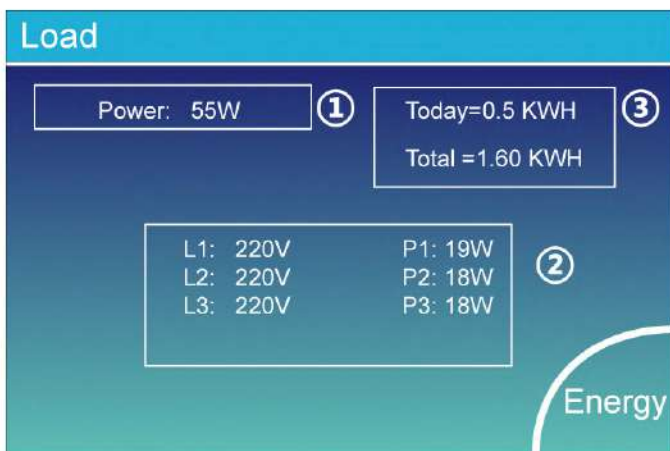 Load
Power: 55W ①
Today=0.5 KWH ③
Total =1.60 KWH
L1: 220V P1: 19W ②
L2: 220V P2: 18W
L3: 220V P3: 18W
Energy